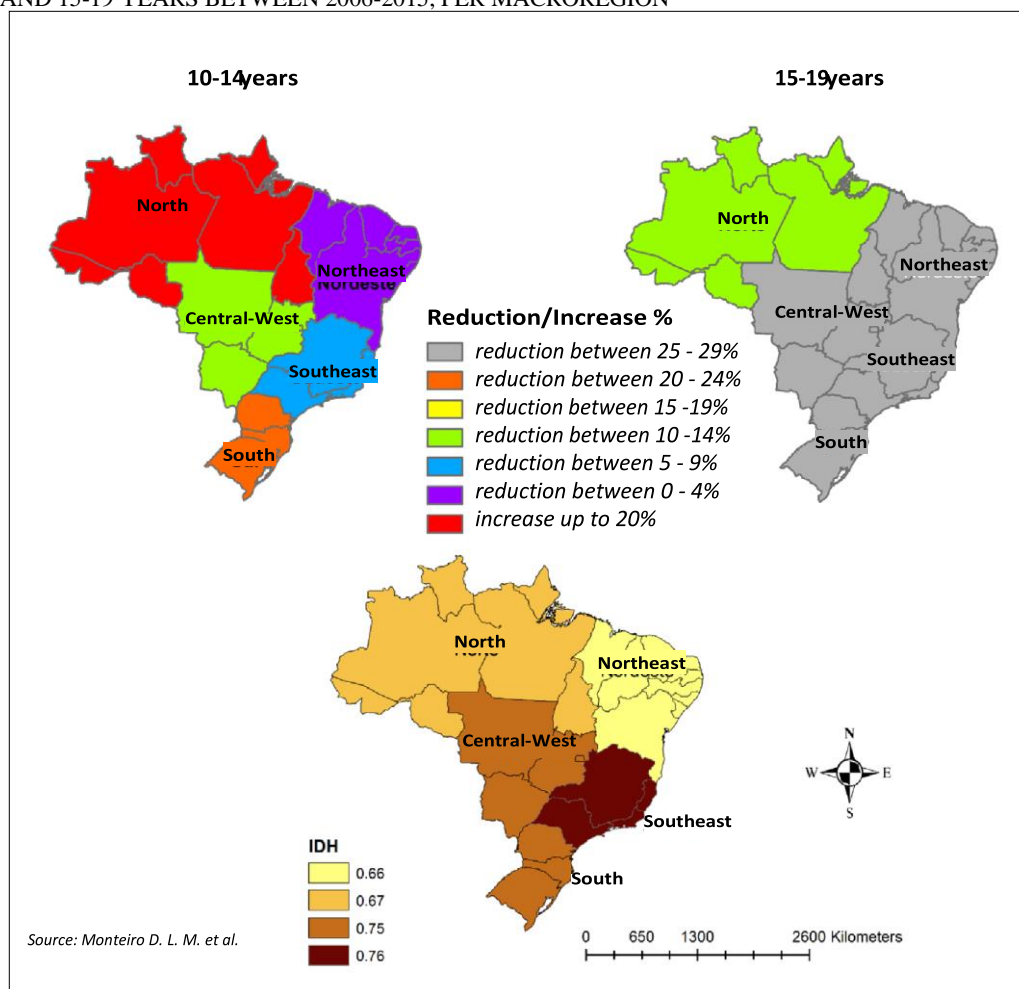 AND 15-19 YEARS BETWEEN 2006-2015, PER MACROREGION
10-14years
15-19years
North
Northeast
Nordeste
Central-West
Southeast
South
North
Northeast
Central-West
Southeast
South
Reduction/Increase %
reduction between 25 - 29%
reduction between 20 - 24%
reduction between 15 -19%
reduction between 10 -14%
reduction between 5 - 9%
reduction between 0 - 4%
increase up to 20%
North
Northeast
Central-West
Southeast
South
N
W
E
S
IDH
0.66
0.67
0.75
0.76
Source: Monteiro D. L. M. et al.
0 650 1300 2600 Kilometers